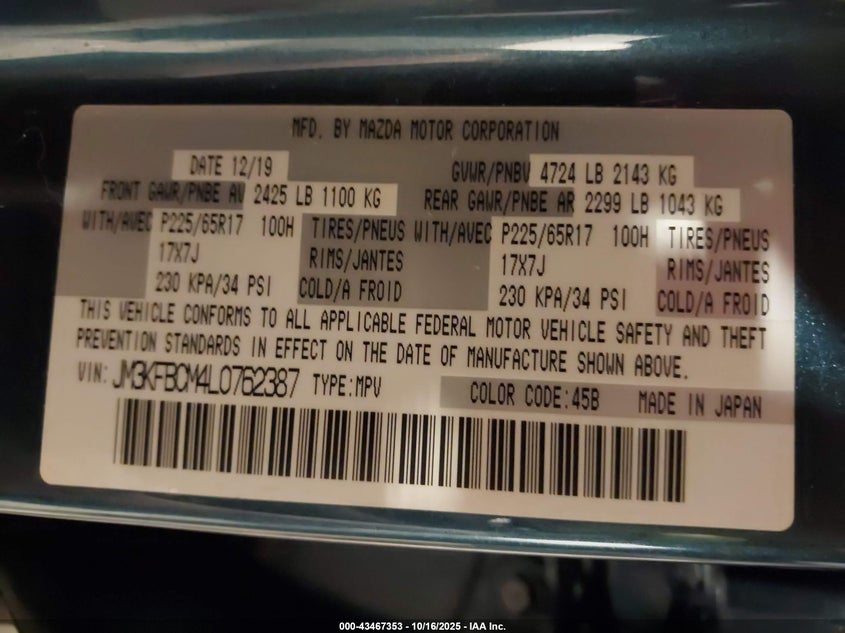 MFD. BY MAZDA MOTOR CORPORATION
DATE 12/19 GVWR/PNBV 4724 LB 2143 KG
FRONT GAWR/PNBE AV 2425 LB 1100 KG REAR GAWR/PNBE AR 2299 LB 1043 KG
WITH/AVEC P225/65R17 100H TIRES/PNEUS WITH/AVEC P225/65R17 100H TIRES/PNEUS
17X7J RIMS/JANTES 17X7J RIMS/JANTES
230 KPA/34 PSI COLD/A FROID 230 KPA/34 PSI COLD/A FROID
THIS VEHICLE CONFORMS TO ALL APPLICABLE FEDERAL MOTOR VEHICLE SAFETY AND THEFT
PREVENTION STANDARDS IN EFFECT ON THE DATE OF MANUFACTURE SHOWN ABOVE.
VIN: JM3KFBCM4L0762387 TYPE:MPV COLOR CODE:45B MADE IN JAPAN
000-43467353 - 10/16/2025 - IAA Inc.